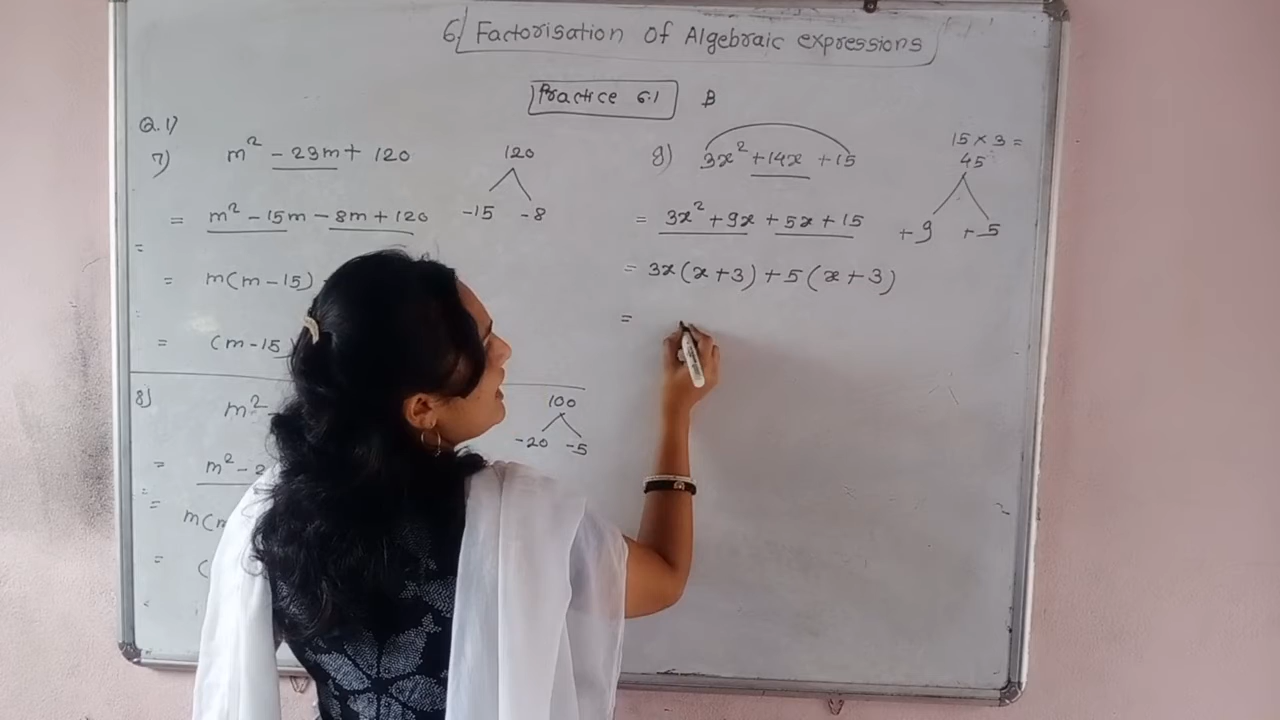 6/ Factorisation Of Algebraic expressions
Practice 6.1 B
Q.1)
7) m² - 23m + 120
120
-15 -8
= m² - 15m - 8m + 120
=
= m(m - 15)
= (m - 15
8) m² -
100
-20 -5
= m² - 2
= m(m
= (
9) 3x² + 14x + 15
15 × 3 =
45
+9 +5
= 3x² + 9x + 5x + 15
= 3x(x + 3) + 5(x + 3)
=